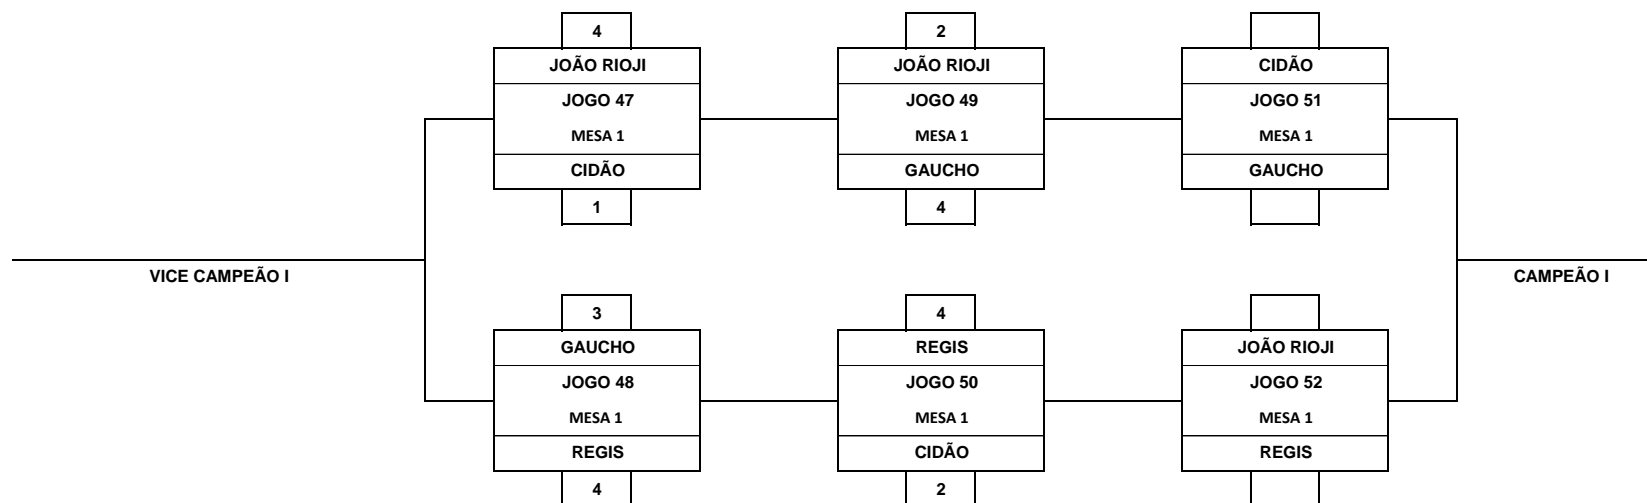 4
JOÃO RIOJI
JOGO 47
MESA 1
CIDÃO
1
2
JOÃO RIOJI
JOGO 49
MESA 1
GAUCHO
4
CIDÃO
JOGO 51
MESA 1
GAUCHO
VICE CAMPEÃO I
CAMPEÃO I
3
GAUCHO
JOGO 48
MESA 1
REGIS
4
4
REGIS
JOGO 50
MESA 1
CIDÃO
2
JOÃO RIOJI
JOGO 52
MESA 1
REGIS